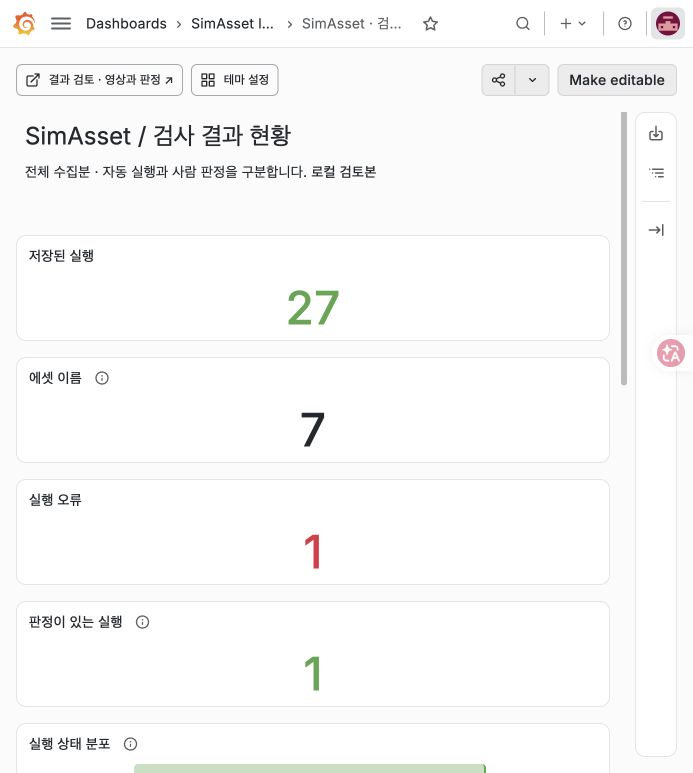 Dashboards › SimAsset I... › SimAsset · 검...
결과 검토 · 영상과 판정 ↗ 테마 설정 Make editable
SimAsset / 검사 결과 현황
전체 수집분 · 자동 실행과 사람 판정을 구분합니다. 로컬 검토본
저장된 실행
27
에셋 이름
7
실행 오류
1
판정이 있는 실행
1
실행 상태 분포